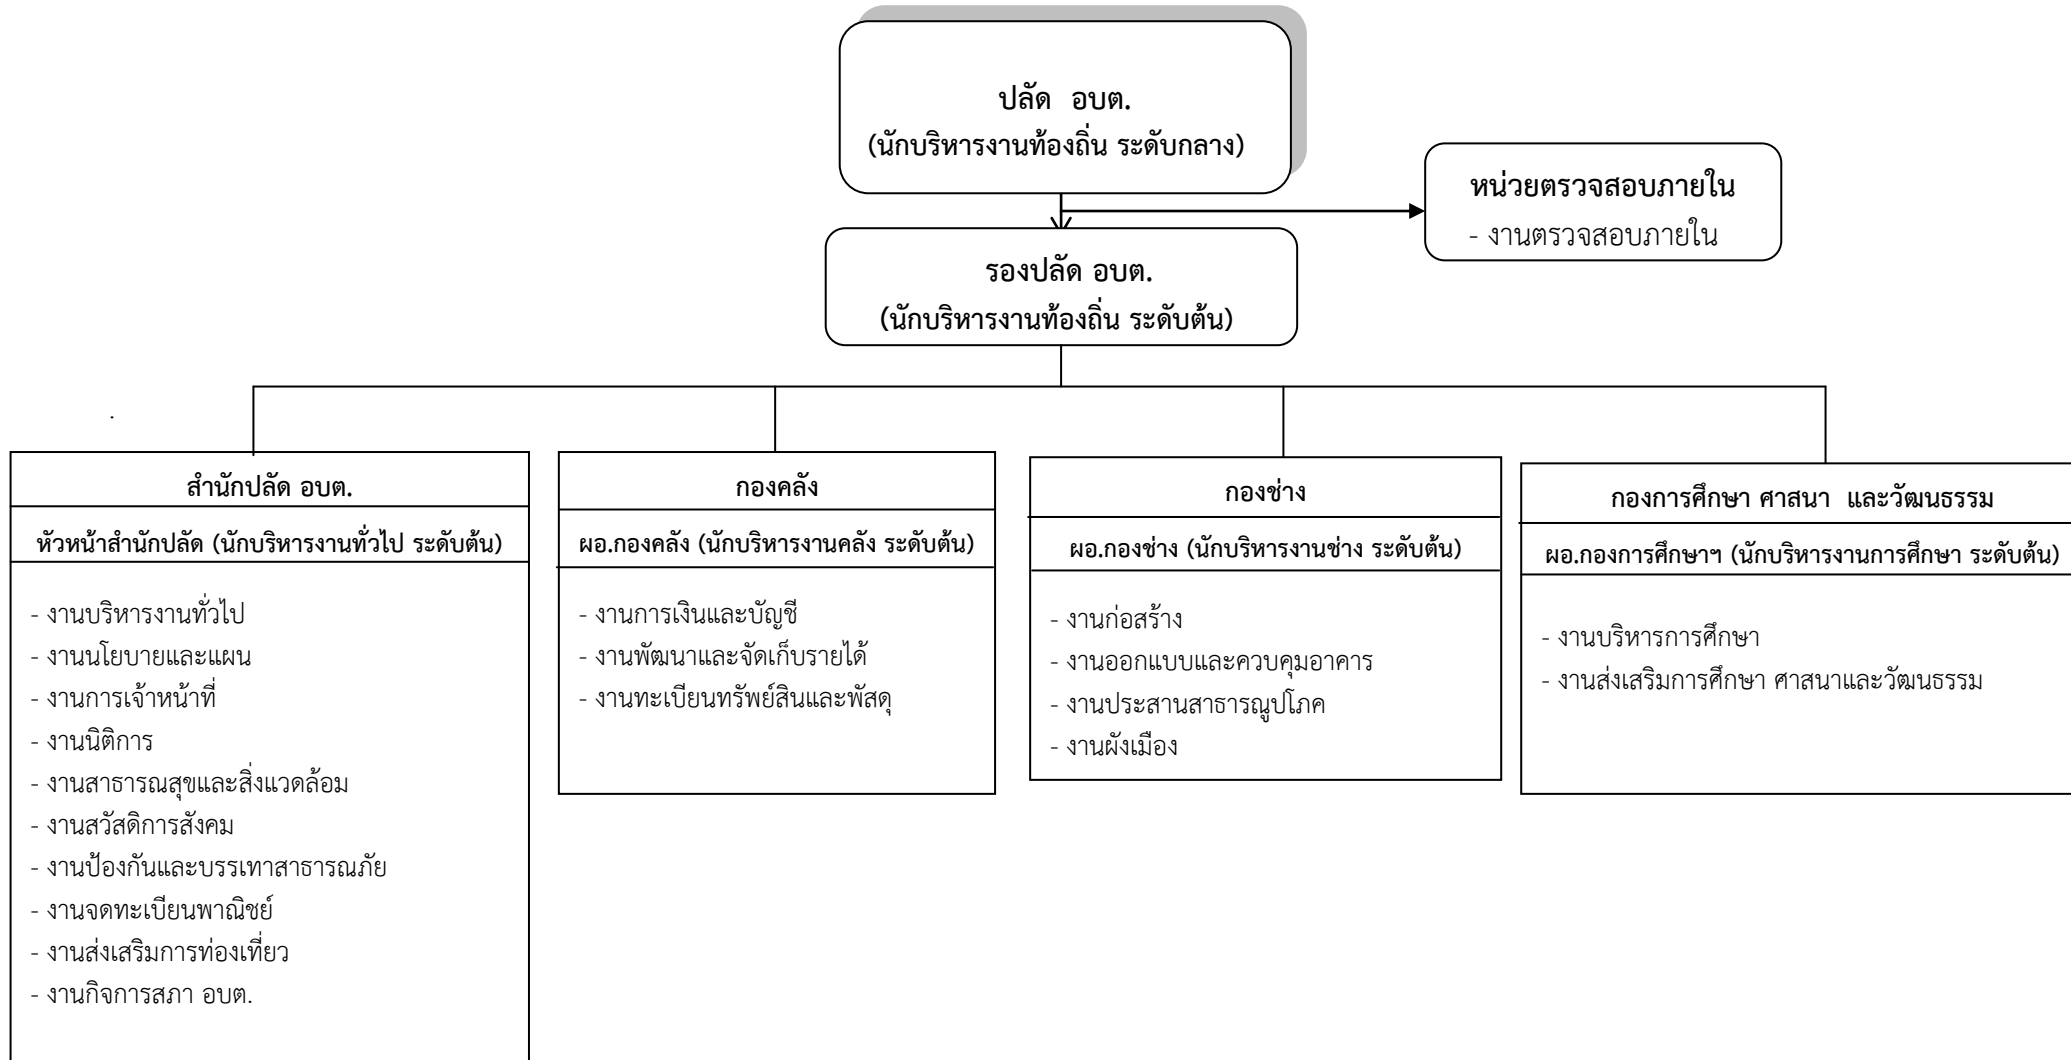 ปลัด  อบต.
(นักบริหารงานท้องถิ่น ระดับกลาง)
หน่วยตรวจสอบภายใน
- งานตรวจสอบภายใน
รองปลัด อบต.
(นักบริหารงานท้องถิ่น ระดับต้น)
สำนักปลัด อบต.
หัวหน้าสำนักปลัด (นักบริหารงานทั่วไป ระดับต้น)
- งานบริหารงานทั่วไป
- งานนโยบายและแผน
- งานการเจ้าหน้าที่
- งานนิติการ
- งานสาธารณสุขและสิ่งแวดล้อม
- งานสวัสดิการสังคม
- งานป้องกันและบรรเทาสาธารณภัย
- งานจดทะเบียนพาณิชย์
- งานส่งเสริมการท่องเที่ยว
- งานกิจการสภา อบต.
กองคลัง
ผอ.กองคลัง (นักบริหารงานคลัง ระดับต้น)
- งานการเงินและบัญชี
- งานพัฒนาและจัดเก็บรายได้
- งานทะเบียนทรัพย์สินและพัสดุ
กองช่าง
ผอ.กองช่าง (นักบริหารงานช่าง ระดับต้น)
- งานก่อสร้าง
- งานออกแบบและควบคุมอาคาร
- งานประสานสาธารณูปโภค
- งานผังเมือง
กองการศึกษา ศาสนา  และวัฒนธรรม
ผอ.กองการศึกษาฯ (นักบริหารงานการศึกษา ระดับต้น)
- งานบริหารการศึกษา
- งานส่งเสริมการศึกษา ศาสนาและวัฒนธรรม